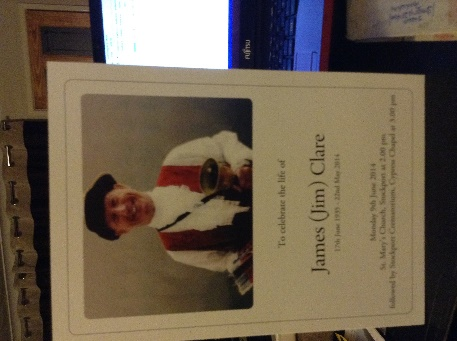 To celebrate the life of
James (Jim) Clare
17th June 1933 - 22nd May 2014
Monday 9th June 2014
St. Mary's Church, Stockport at 2.00 pm
followed by Stockport Crematorium, Cypress Chapel at 3.00 pm
FUJITSU